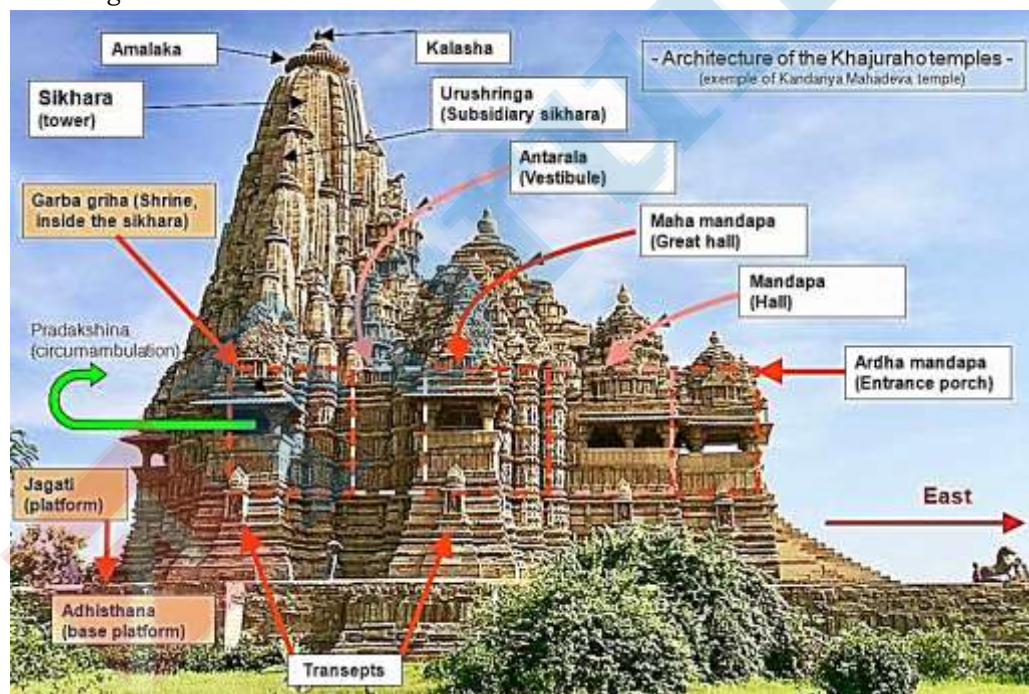 Amalaka
Kalasha
- Architecture of the Khajuraho temples -
(exemple of Kandariya Mahadeva temple)
Sikhara
(tower)
Urushringa
(Subsidiary sikhara)
Antarala
(Vestibule)
Garba griha (Shrine,
inside the sikhara)
Maha mandapa
(Great hall)
Mandapa
(Hall)
Pradakshina
(circumambulation)
Ardha mandapa
(Entrance porch)
Jagati
(platform)
East
Adhisthana
(base platform)
Transepts